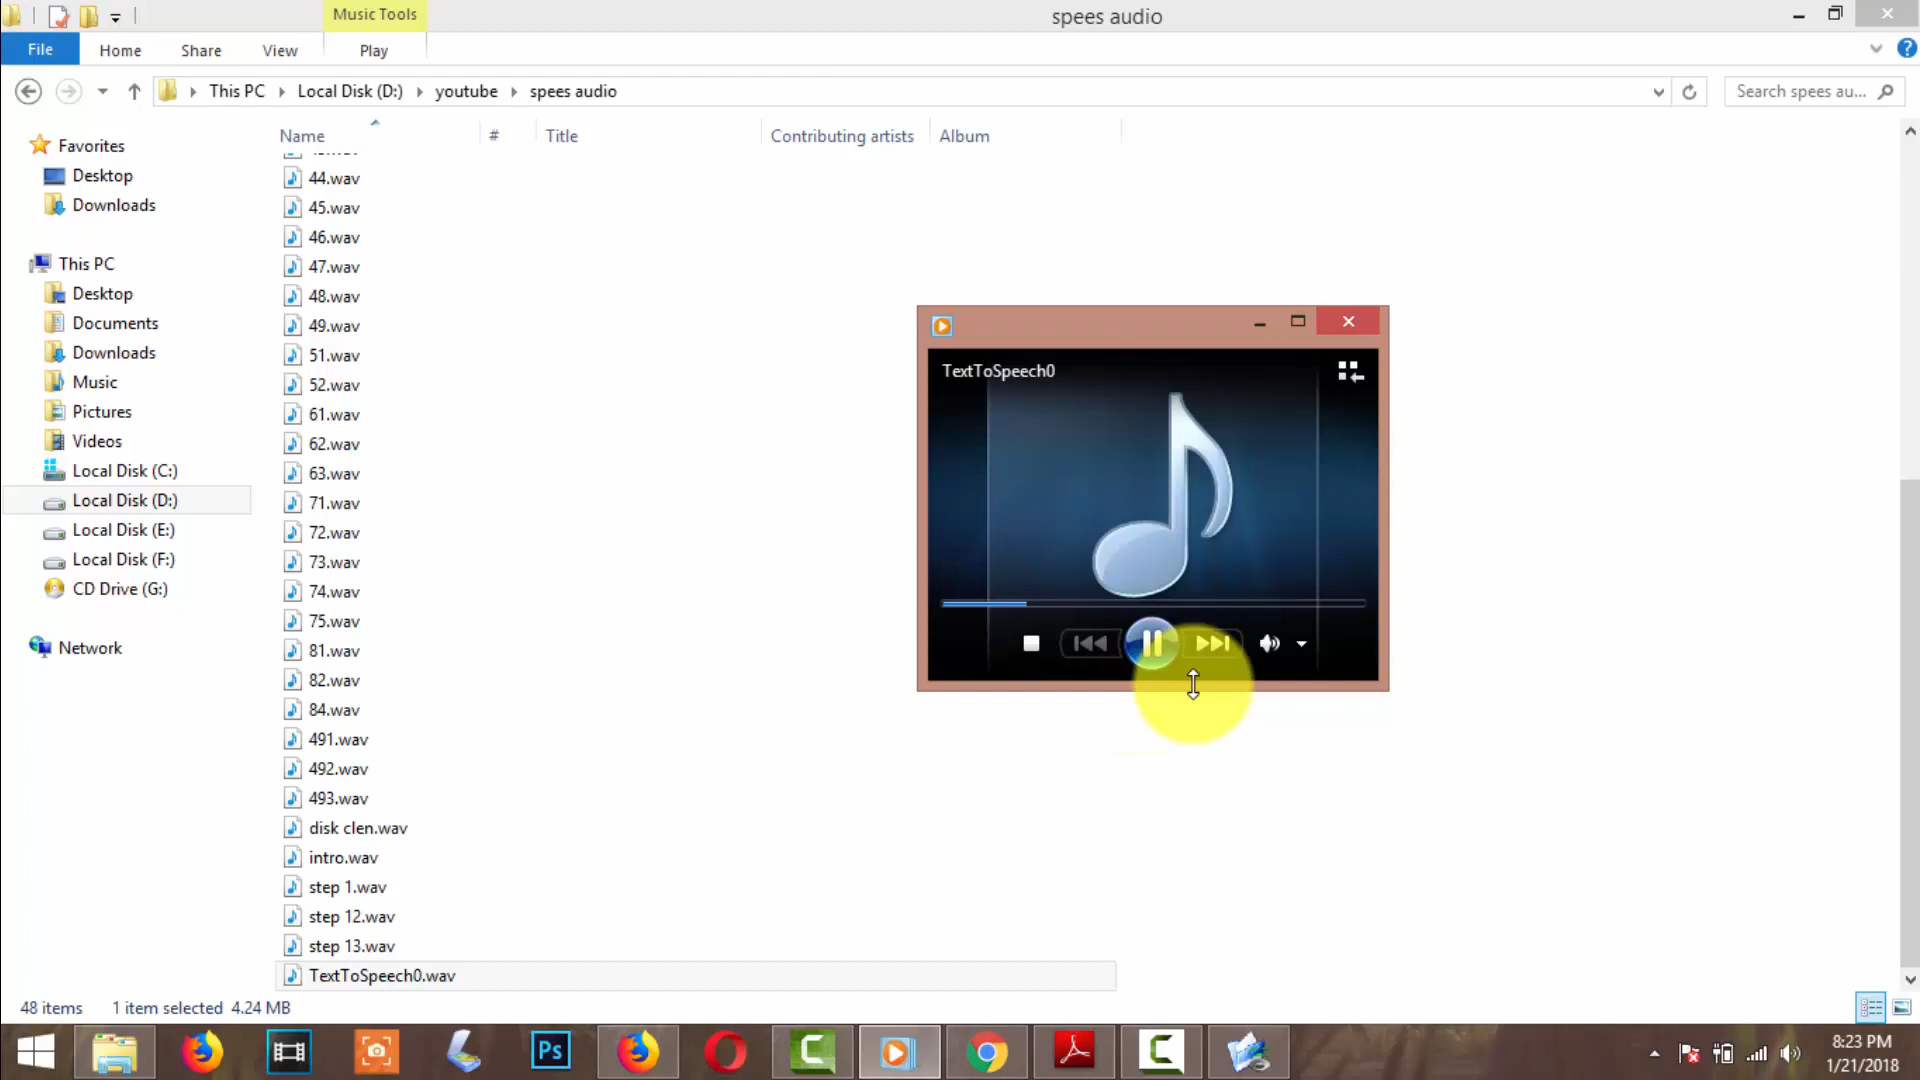 Music Tools
spees audio
File
Home
Share
View
Play
?
This PC
Local Disk (D:)
youtube
spees audio
Search spees au...
Name
#
Title
Contributing artists
Album
Favorites
Desktop
Downloads
This PC
Desktop
Documents
Downloads
Music
Pictures
Videos
Local Disk (C:)
Local Disk (D:)
Local Disk (E:)
Local Disk (F:)
CD Drive (G:)
Network
44.wav
45.wav
46.wav
47.wav
48.wav
49.wav
51.wav
52.wav
61.wav
62.wav
63.wav
71.wav
72.wav
73.wav
74.wav
75.wav
81.wav
82.wav
84.wav
491.wav
492.wav
493.wav
disk clen.wav
intro.wav
step 1.wav
step 12.wav
step 13.wav
TextToSpeech0.wav
TextToSpeech0
48 items
1 item selected 4.24 MB
Ps
8:23 PM
1/21/2018